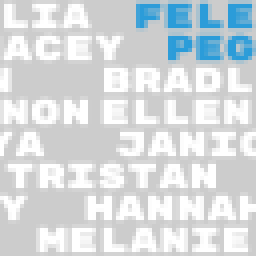 LIA FELE
ACEY PEG
N BRADL
NON ELLEN
YA JANIC
TRISTAN
Y HANNAH
MELANIE